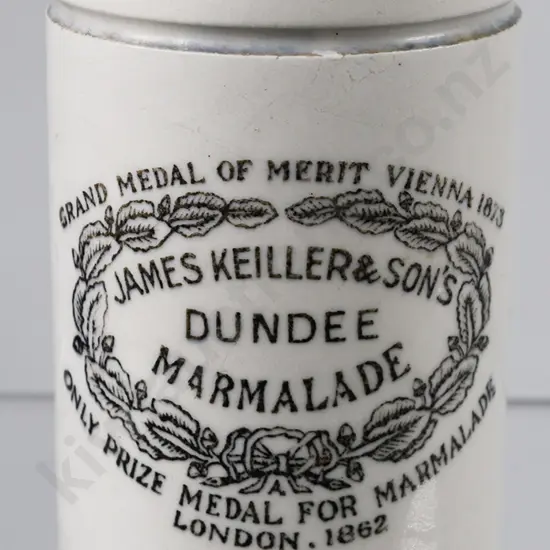 GRAND MEDAL OF MERIT VIENNA 1873
JAMES KEILLER & SON'S
DUNDEE
MARMALADE
ONLY PRIZE MEDAL FOR MARMALADE
LONDON. 1862
A